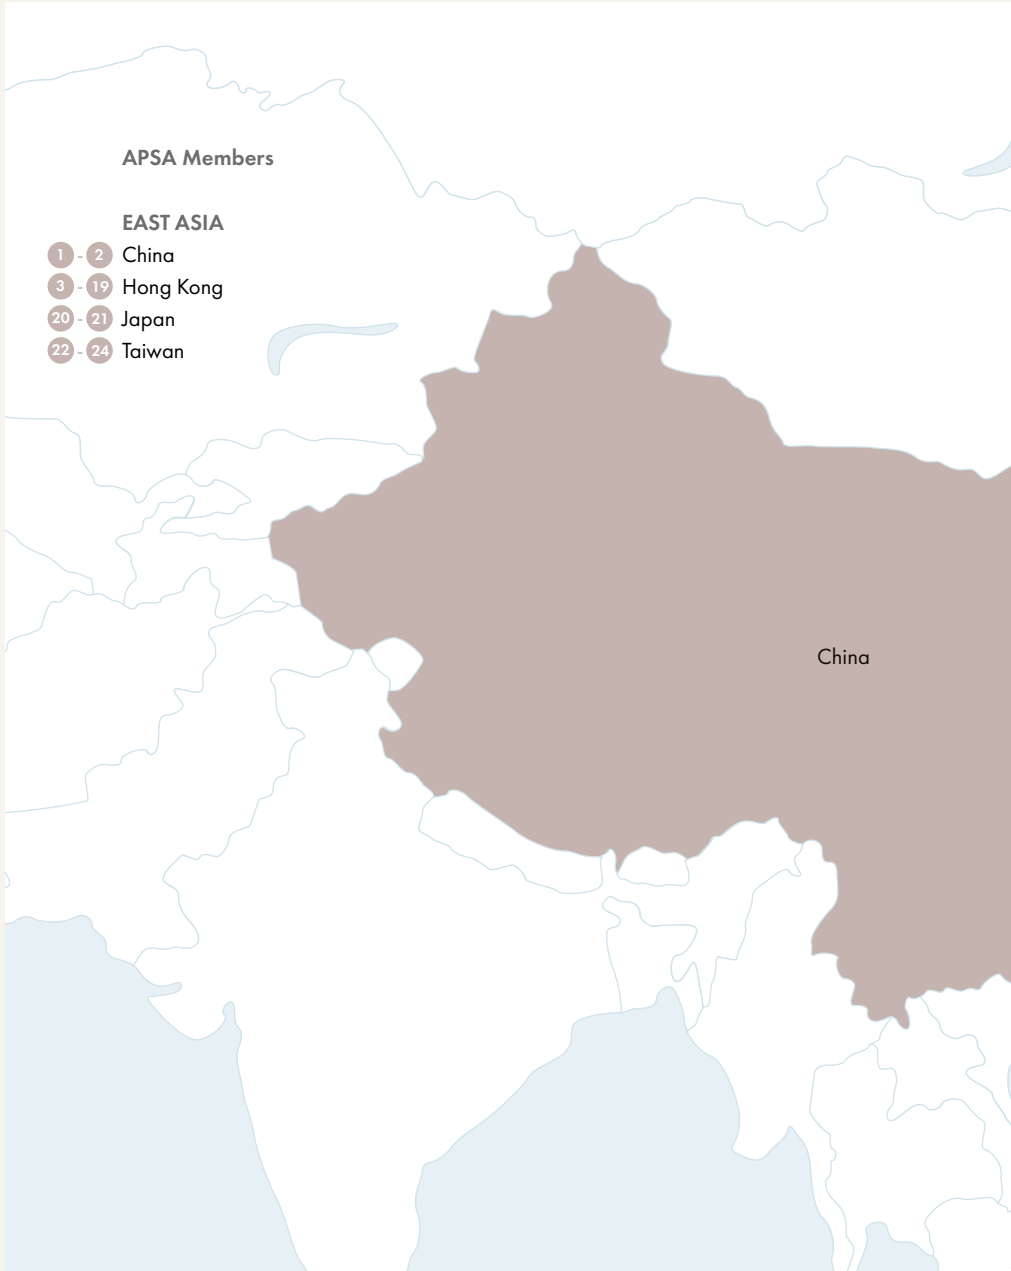 APSA Members
EAST ASIA
1 - 2 China
3 - 19 Hong Kong
20 - 21 Japan
22 - 24 Taiwan
China